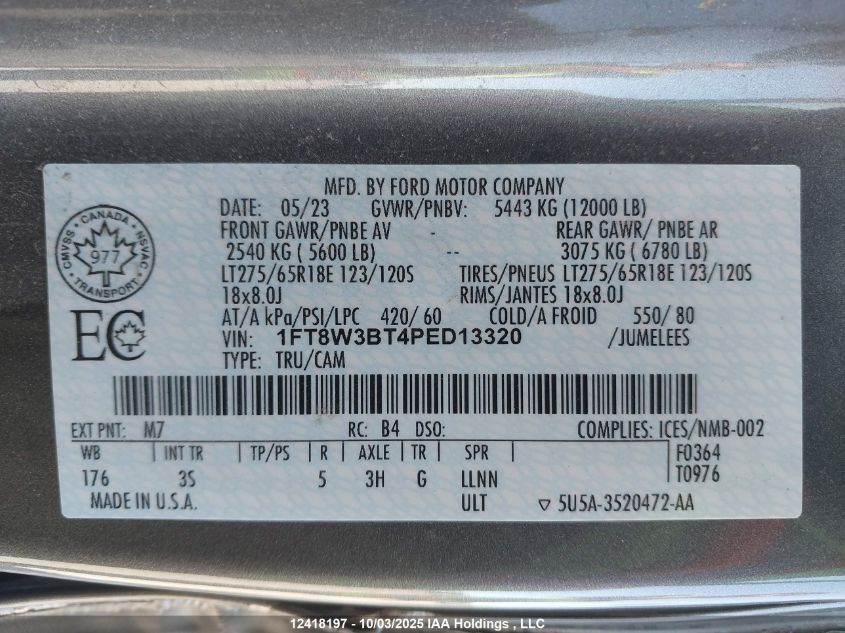 MFD. BY FORD MOTOR COMPANY
DATE: 05/23 GVWR/PNBV: 5443 KG (12000 LB)
FRONT GAWR/PNBE AV - REAR GAWR/ PNBE AR
2540 KG ( 5600 LB) -- 3075 KG ( 6780 LB)
LT275/65R18E 123/120S TIRES/PNEUS LT275/65R18E 123/120S
18x8.0J RIMS/JANTES 18x8.0J
AT/A kPa/PSI/LPC 420/ 60 COLD/A FROID 550/ 80
VIN: 1FT8W3BT4PED13320 /JUMELEES
TYPE: TRU/CAM
CANADA
CMVSS NSVAC
977
TRANSPORT
EC
EXT PNT: M7 RC: B4 DSO: COMPLIES: ICES/NMB-002
WB INT TR TP/PS R AXLE TR SPR F0364
176 3S 5 3H G LLNN T0976
MADE IN U.S.A. ULT ▽ 5U5A-3520472-AA
12418197 - 10/03/2025 IAA Holdings , LLC